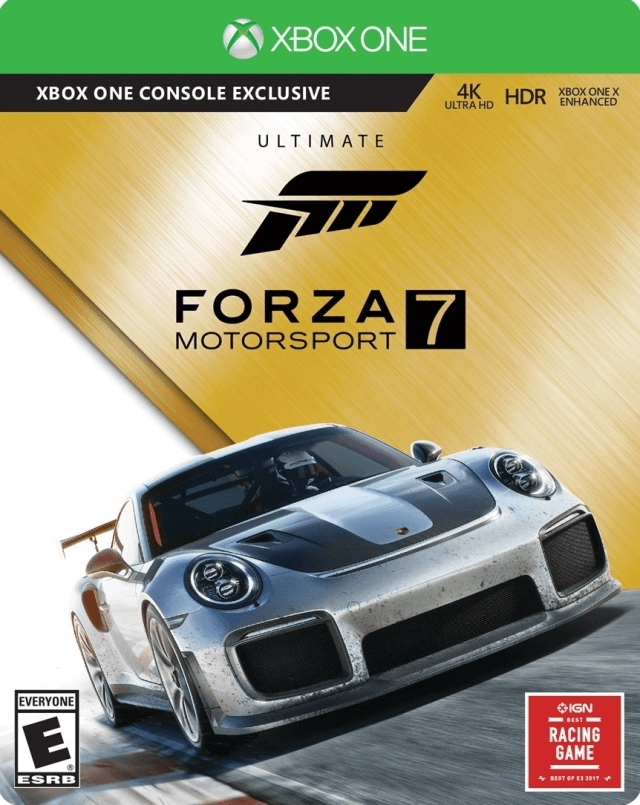 XBOX ONE
XBOX ONE CONSOLE EXCLUSIVE
4K
ULTRA HD
HDR
XBOX ONE X
ENHANCED
ULTIMATE
FORZA
MOTORSPORT 7
EVERYONE
E
ESRB
®
IGN
BEST
RACING
GAME
BEST OF E3 2017